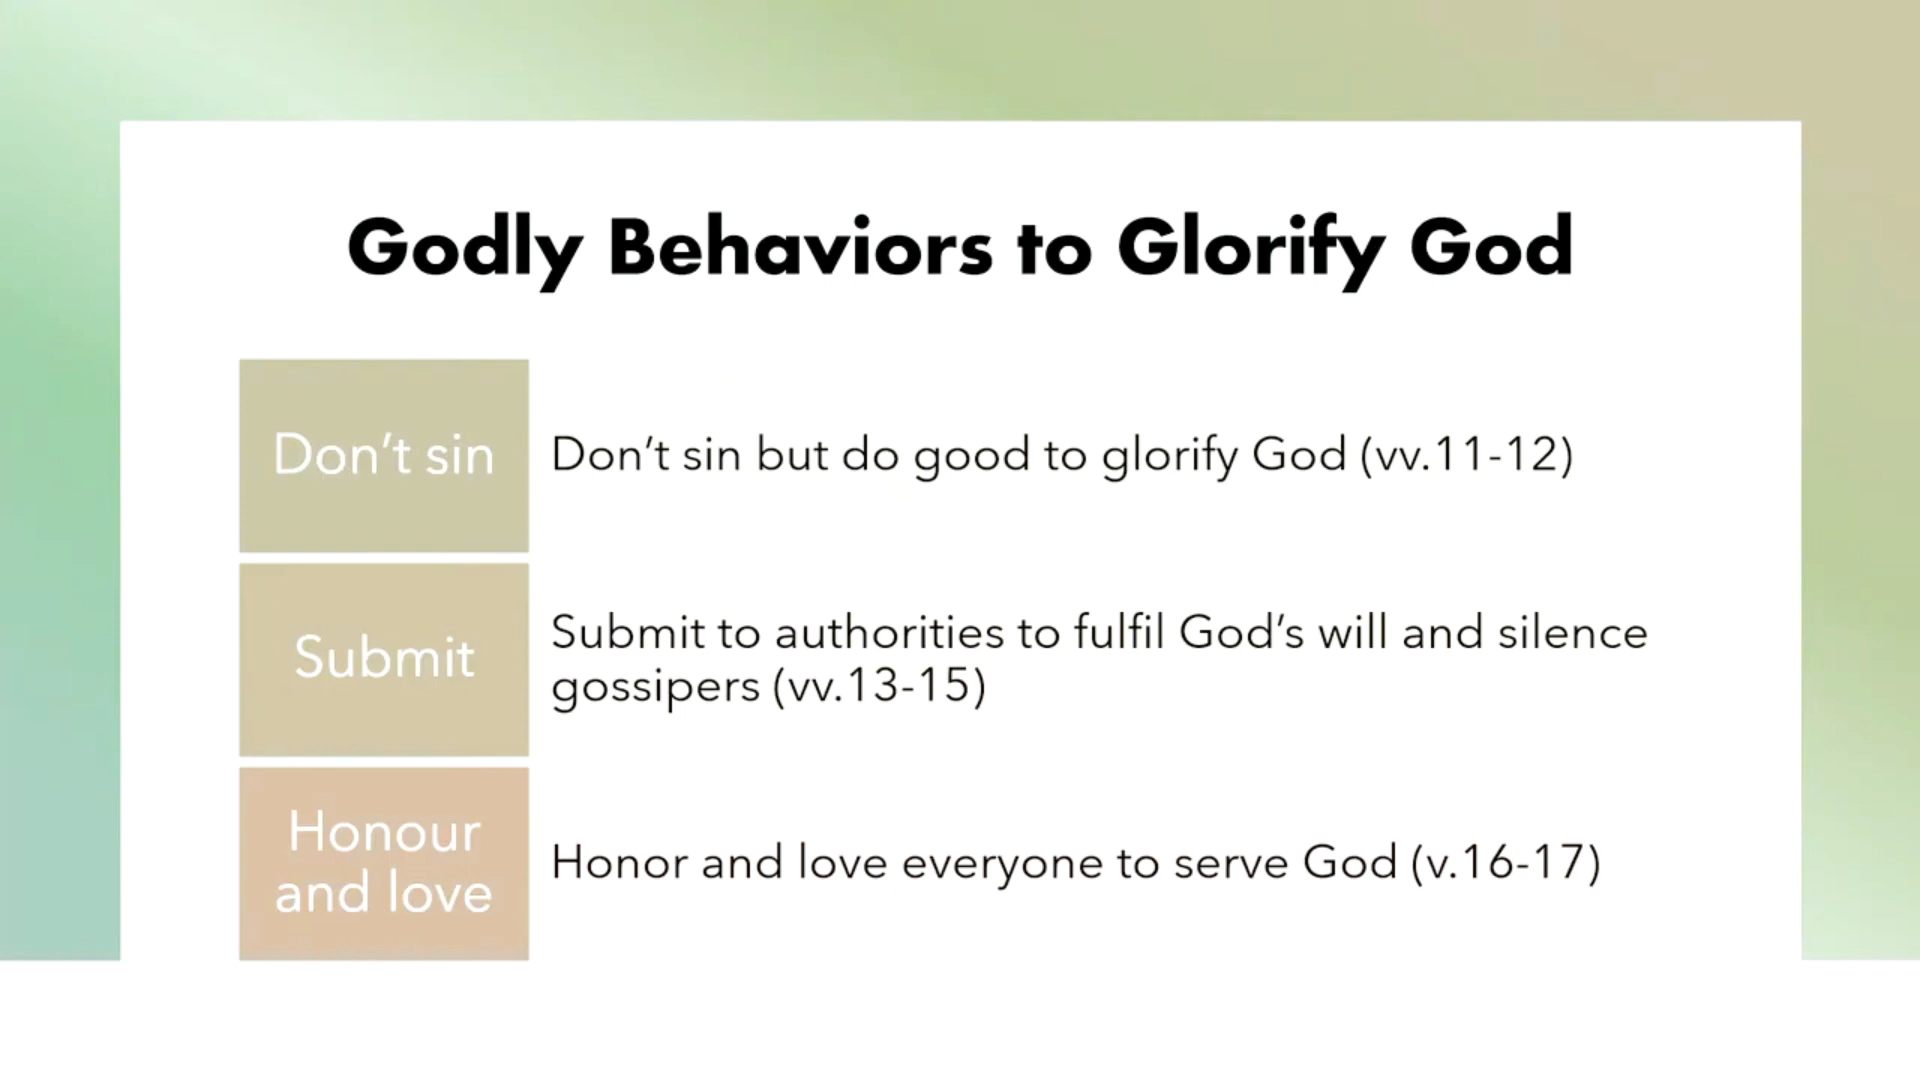 Godly Behaviors to Glorify God
Don’t sin
Don’t sin but do good to glorify God (vv.11-12)
Submit
Submit to authorities to fulfil God’s will and silence
gossipers (vv.13-15)
Honour
and love
Honor and love everyone to serve God (v.16-17)